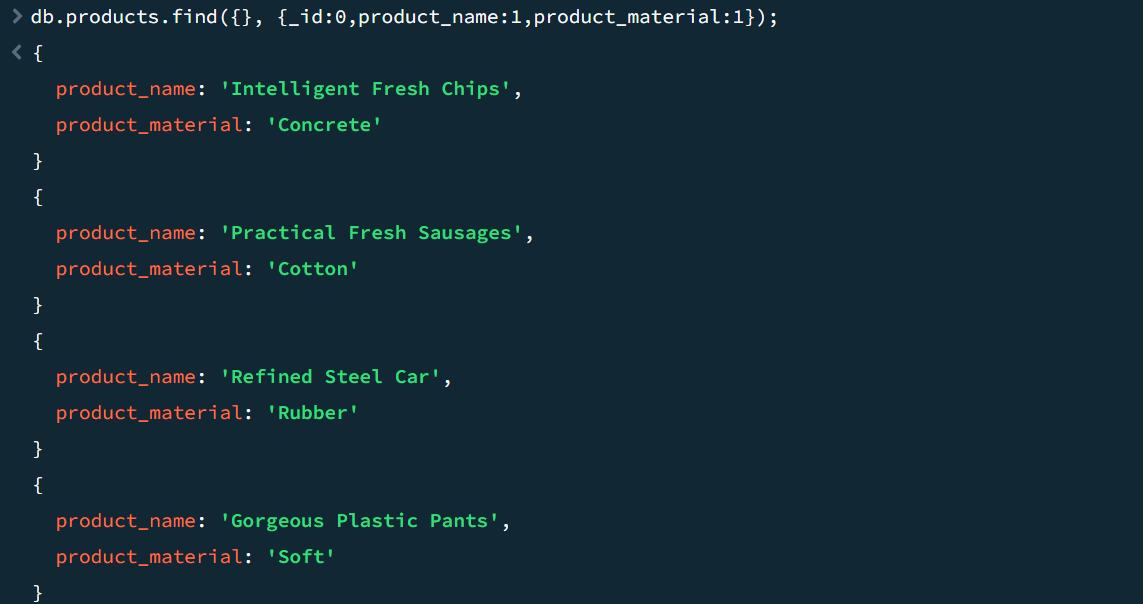 > db.products.find({}, {_id:0,product_name:1,product_material:1});
< {
product_name: 'Intelligent Fresh Chips',
product_material: 'Concrete'
}
{
product_name: 'Practical Fresh Sausages',
product_material: 'Cotton'
}
{
product_name: 'Refined Steel Car',
product_material: 'Rubber'
}
{
product_name: 'Gorgeous Plastic Pants',
product_material: 'Soft'
}